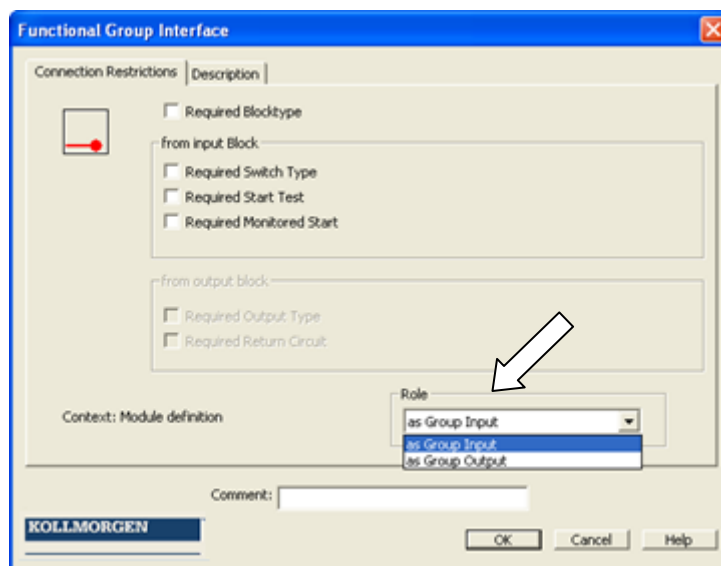 Functional Group Interface
Connection Restrictions
Description
Required Blocktype
from input Block
Required Switch Type
Required Start Test
Required Monitored Start
from output block
Required Output Type
Required Return Circuit
Role
Context: Module definition
as Group Input
as Group Input
as Group Output
Comment:
KOLLMORGEN
OK
Cancel
Help